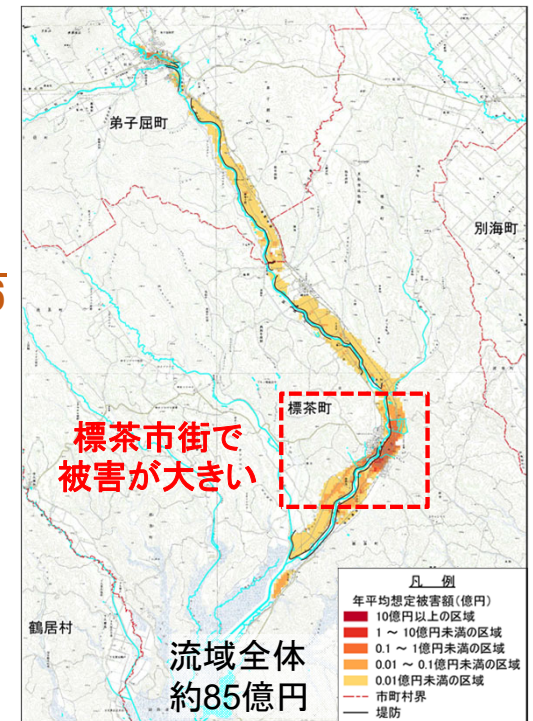 弟子屈町
別海町
標茶町
標茶市街で
被害が大きい
鶴居村
流域全体
約85億円
凡 例
年平均想定被害額(億円)
10億円以上の区域
1 ～ 10億円未満の区域
0.1 ～ 1億円未満の区域
0.01 ～ 0.1億円未満の区域
0.01億円未満の区域
市町村界
堤防